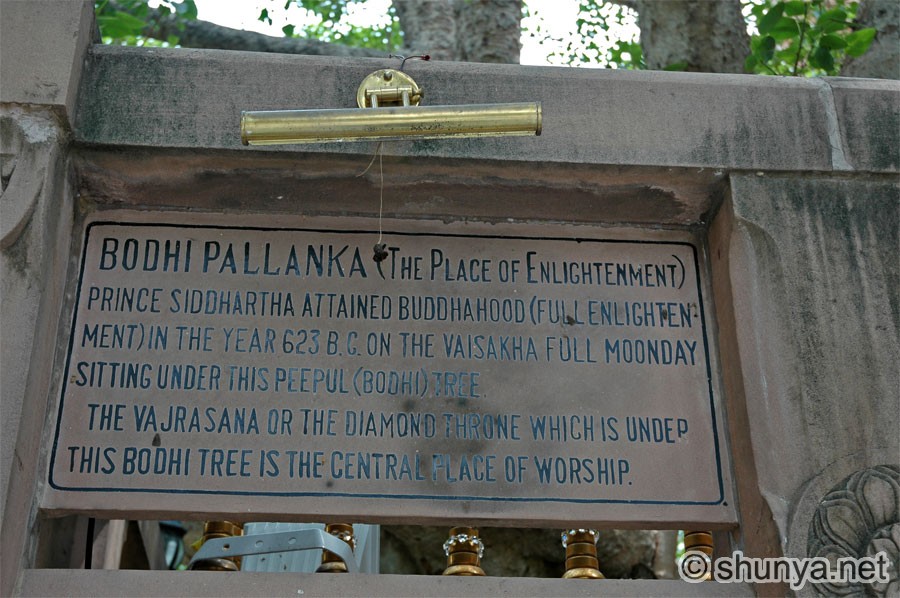 BODHI PALLANKA (THE PLACE OF ENLIGHTENMENT)
PRINCE SIDDHARTHA ATTAINED BUDDHAHOOD (FULL ENLIGHTEN-
MENT) IN THE YEAR 623 B.C. ON THE VAISAKHA FULL MOONDAY
SITTING UNDER THIS PEEPUL (BODHI) TREE.
THE VAJRASANA OR THE DIAMOND THRONE WHICH IS UNDER
THIS BODHI TREE IS THE CENTRAL PLACE OF WORSHIP.
© shunya.net